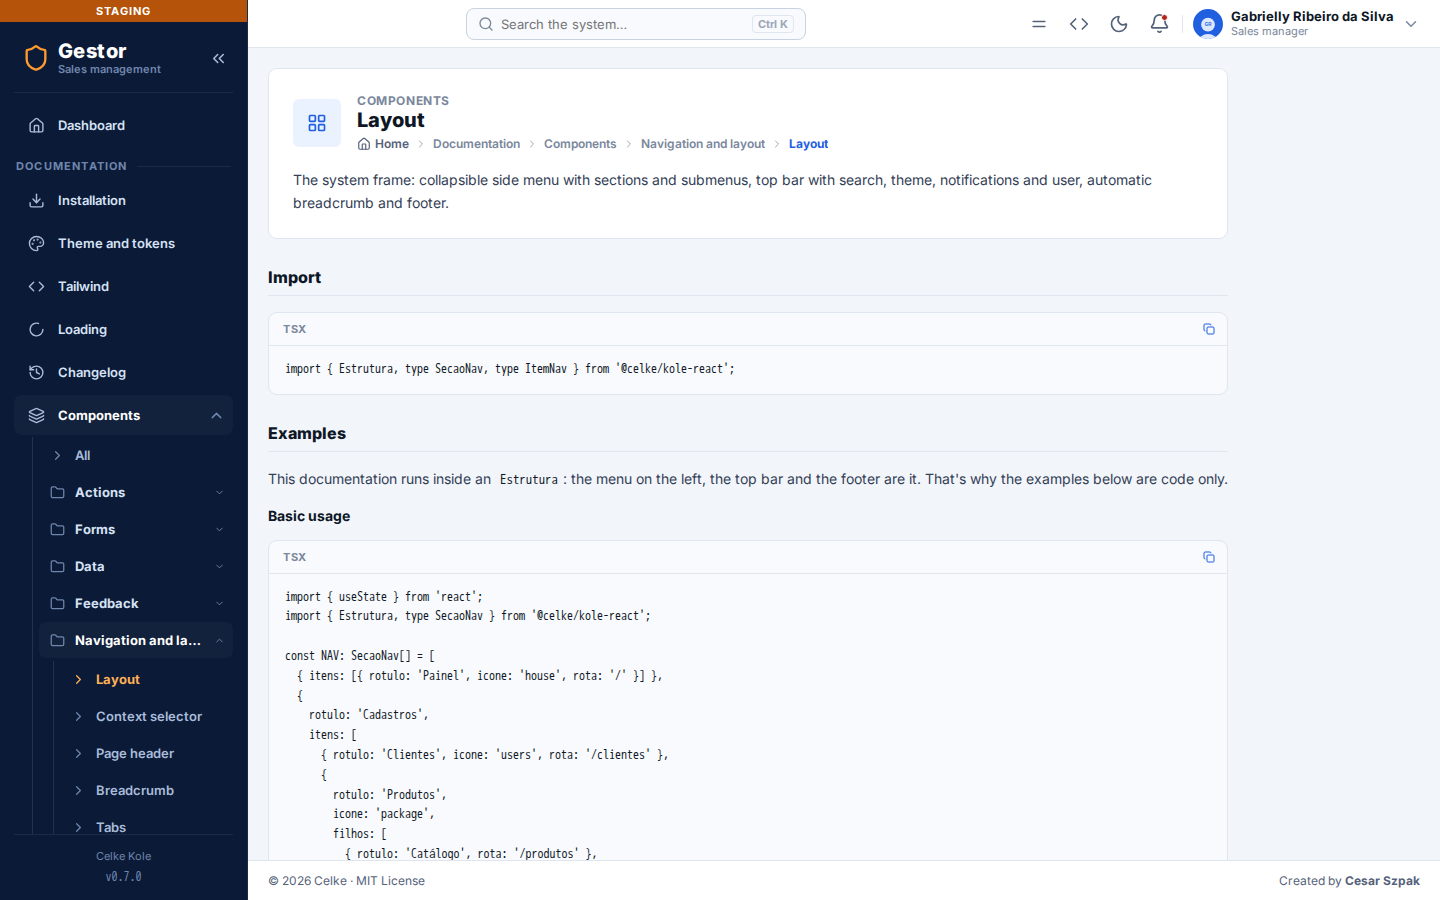 STAGING
Gestor
Sales management
Dashboard
DOCUMENTATION
Installation
Theme and tokens
Tailwind
Loading
Changelog
Components
All
Actions
Forms
Data
Feedback
Navigation and la...
Layout
Context selector
Page header
Breadcrumb
Tabs
Celke Kole
v0.7.0
Search the system... Ctrl K
GR
Gabrielly Ribeiro da Silva
Sales manager
COMPONENTS
Layout
Home Documentation Components Navigation and layout Layout
The system frame: collapsible side menu with sections and submenus, top bar with search, theme, notifications and user, automatic
breadcrumb and footer.
Import
TSX
import { Estrutura, type SecaoNav, type ItemNav } from '@celke/kole-react';
Examples
This documentation runs inside an Estrutura : the menu on the left, the top bar and the footer are it. That's why the examples below are code only.
Basic usage
TSX
import { useState } from 'react';
import { Estrutura, type SecaoNav } from '@celke/kole-react';
const NAV: SecaoNav[] = [
{ itens: [{ rotulo: 'Painel', icone: 'house', rota: '/' }] },
{
rotulo: 'Cadastros',
itens: [
{ rotulo: 'Clientes', icone: 'users', rota: '/clientes' },
{
rotulo: 'Produtos',
icone: 'package',
filhos: [
{ rotulo: 'Catálogo', rota: '/produtos' },
© 2026 Celke · MIT License
Created by Cesar Szpak